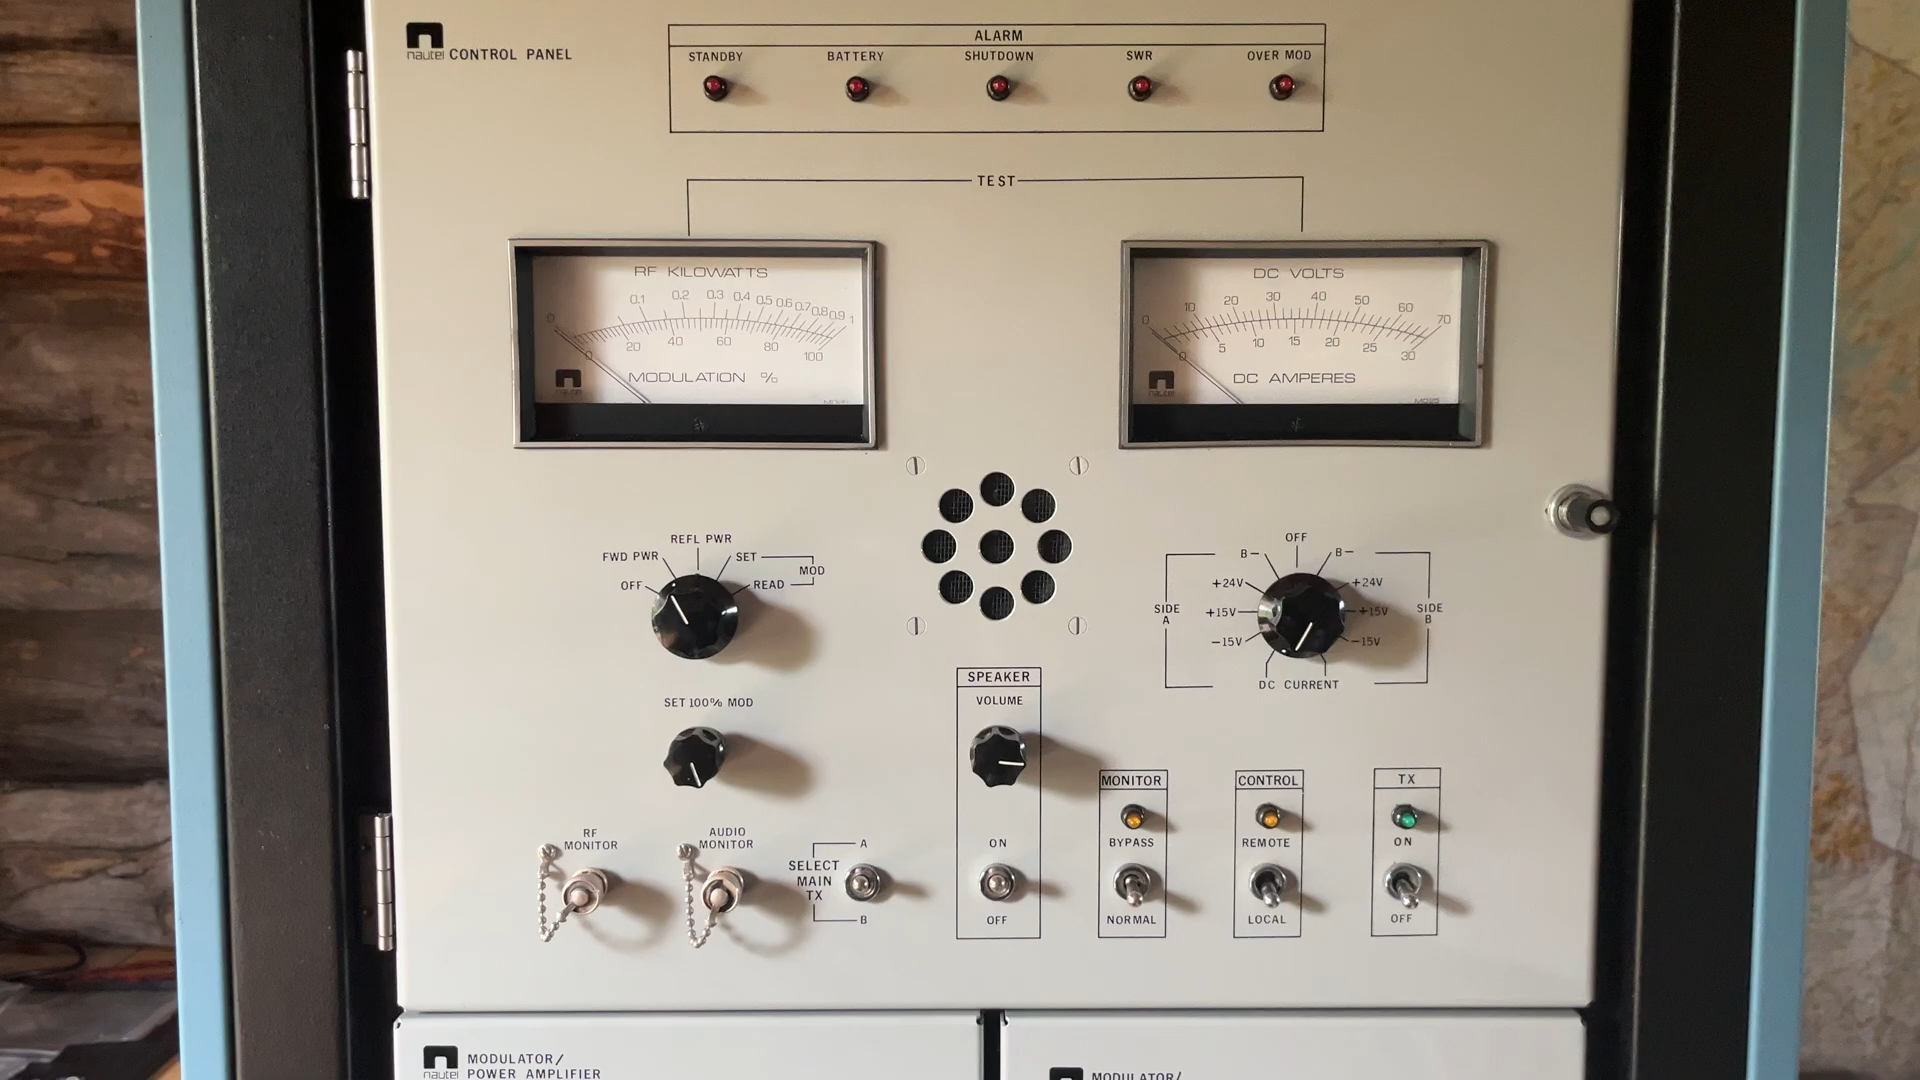 nautel CONTROL PANEL
ALARM
STANDBY BATTERY SHUTDOWN SWR OVER MOD
TEST
RF KILOWATTS
0 0.1 0.2 0.3 0.4 0.5 0.6 0.7 0.8 0.9 1
0 20 40 60 80 100
MODULATION %
nautel
DC VOLTS
0 10 20 30 40 50 60 70
0 5 10 15 20 25 30
DC AMPERES
nautel
OFF FWD PWR REFL PWR SET READ
MOD
OFF
B− B−
+24V +24V
+15V +15V
−15V −15V
SIDE A
SIDE B
DC CURRENT
SET 100% MOD
SPEAKER
VOLUME
ON
OFF
RF
MONITOR
AUDIO
MONITOR
SELECT
MAIN
TX
A
B
MONITOR
BYPASS
NORMAL
CONTROL
REMOTE
LOCAL
TX
ON
OFF
nautel MODULATOR/
POWER AMPLIFIER
MODULATOR/